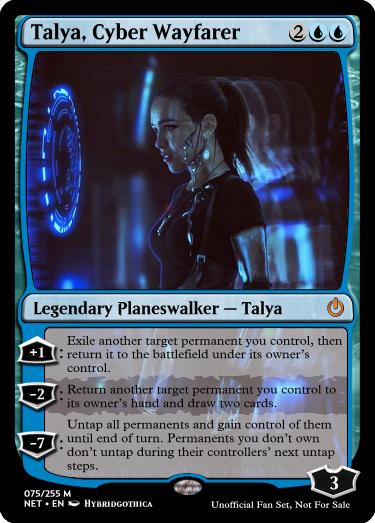 Talya, Cyber Wayfarer 2
Legendary Planeswalker — Talya
+1: Exile another target permanent you control, then
return it to the battlefield under its owner's
control.
-2: Return another target permanent you control to
its owner's hand and draw two cards.
-7: Untap all permanents and gain control of them
until end of turn. Permanents you don't own
don't untap during their controllers' next untap
steps.
3
075/255 M
NET • EN HYBRIDGOTHICA
Unofficial Fan Set, Not For Sale